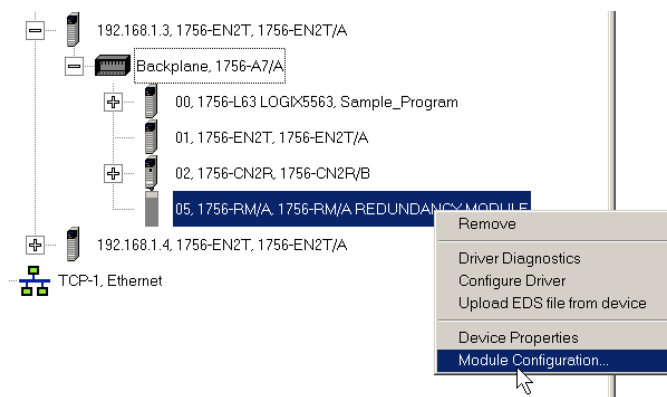 192.168.1.3, 1756-EN2T, 1756-EN2T/A
Backplane, 1756-A7/A
00, 1756-L63 LOGIX5563, Sample_Program
01, 1756-EN2T, 1756-EN2T/A
02, 1756-CN2R, 1756-CN2R/B
05, 1756-RM/A, 1756-RM/A REDUNDANCY MODULE
192.168.1.4, 1756-EN2T, 1756-EN2T/A
TCP-1, Ethernet
Remove
Driver Diagnostics
Configure Driver
Upload EDS file from device
Device Properties
Module Configuration...